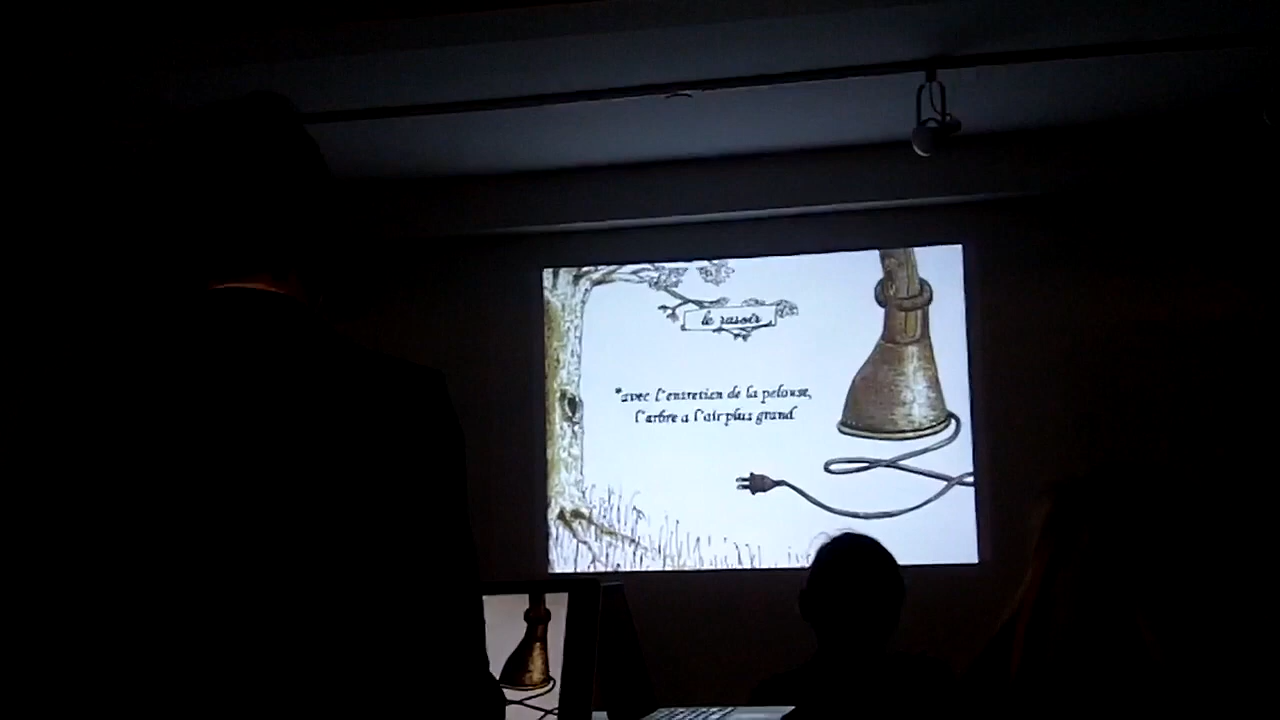 le rasoir
*avec l'entretien de la pelouse,
l'arbre a l'air plus grand